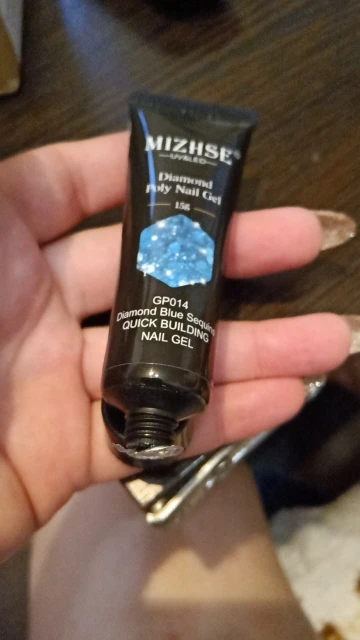 MIZHSE®
UV&LED
Diamond
Poly Nail Gel
15g
GP014
Diamond Blue Sequins
QUICK BUILDING
NAIL GEL